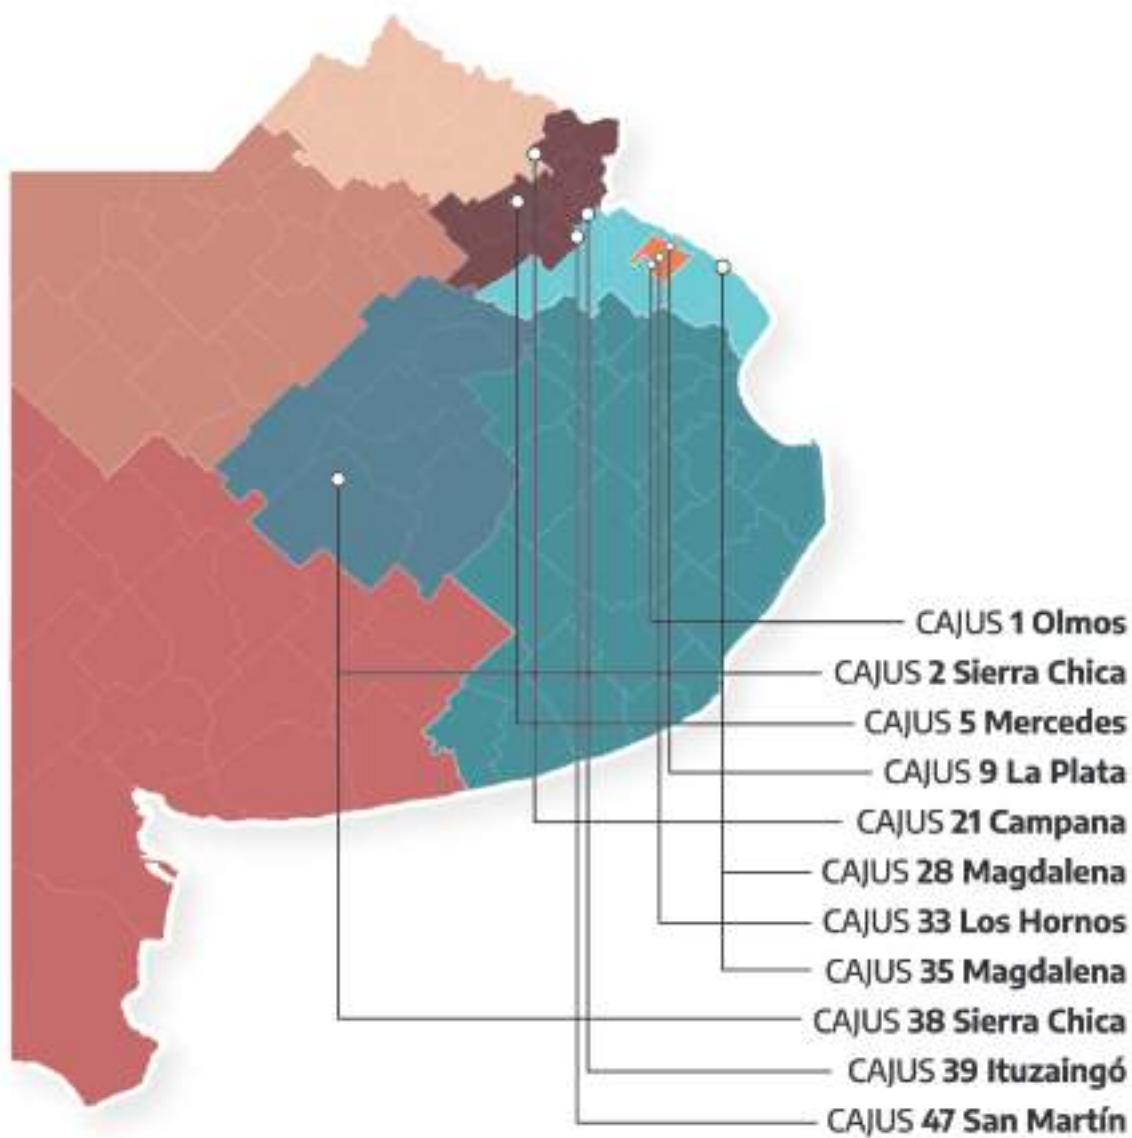 CAJUS 1 Olmos
CAJUS 2 Sierra Chica
CAJUS 5 Mercedes
CAJUS 9 La Plata
CAJUS 21 Campana
CAJUS 28 Magdalena
CAJUS 33 Los Hornos
CAJUS 35 Magdalena
CAJUS 38 Sierra Chica
CAJUS 39 Ituzaingó
CAJUS 47 San Martín